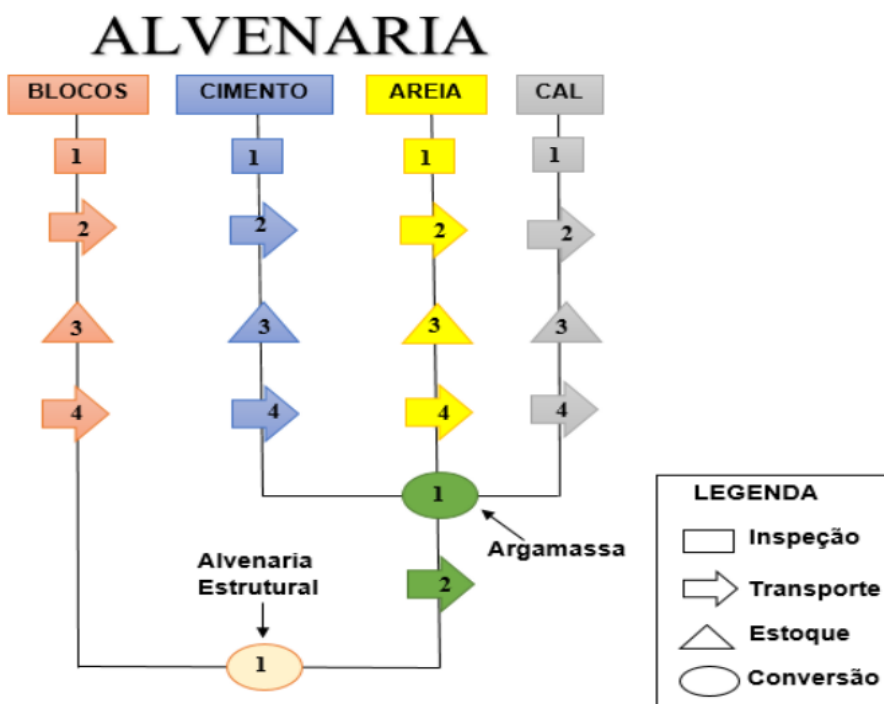 ALVENARIA
BLOCOS CIMENTO AREIA CAL
1 1 1 1
2 2 2 2
3 3 3 3
4 4 4 4
1
Argamassa
2
Alvenaria
Estrutural
1
LEGENDA
Inspeção
Transporte
Estoque
Conversão